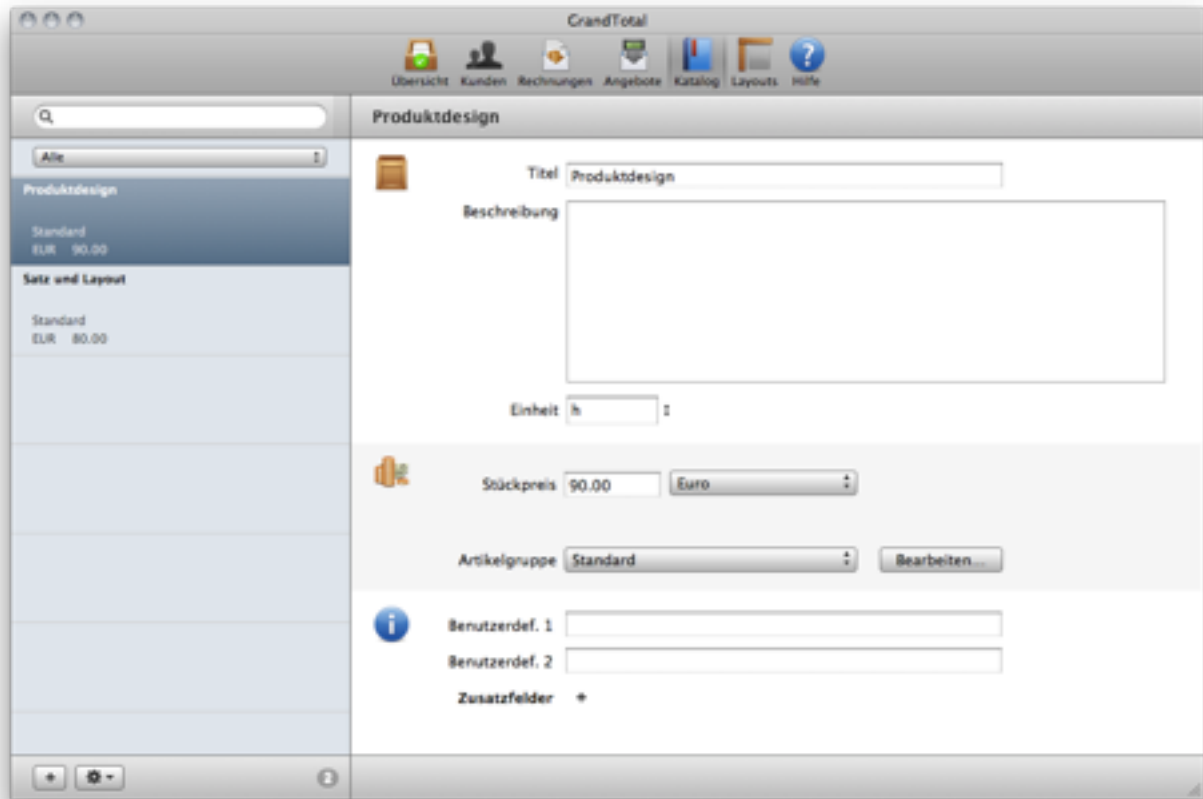 GrandTotal
Übersicht Kunden Rechnungen Angebote Katalog Layouts Hilfe
Produktdesign
Alle
Produktdesign
Standard
EUR 90.00
Satz und Layout
Standard
EUR 80.00
Titel Produktdesign
Beschreibung
Einheit h
Stückpreis 90.00 Euro
Artikelgruppe Standard Bearbeiten...
Benutzerdef. 1
Benutzerdef. 2
Zusatzfelder +
2